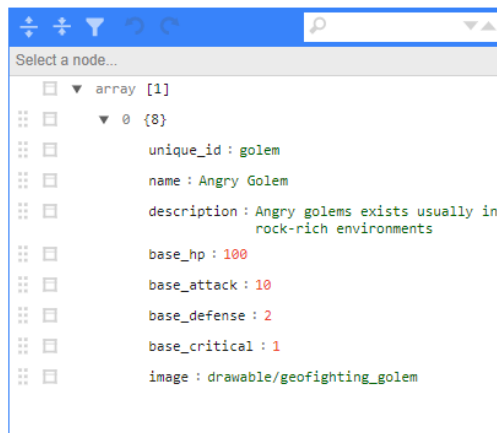 Select a node...
array [1]
0 {8}
unique_id : golem
name : Angry Golem
description : Angry golems exists usually in
rock-rich environments
base_hp : 100
base_attack : 10
base_defense : 2
base_critical : 1
image : drawable/geofighting_golem